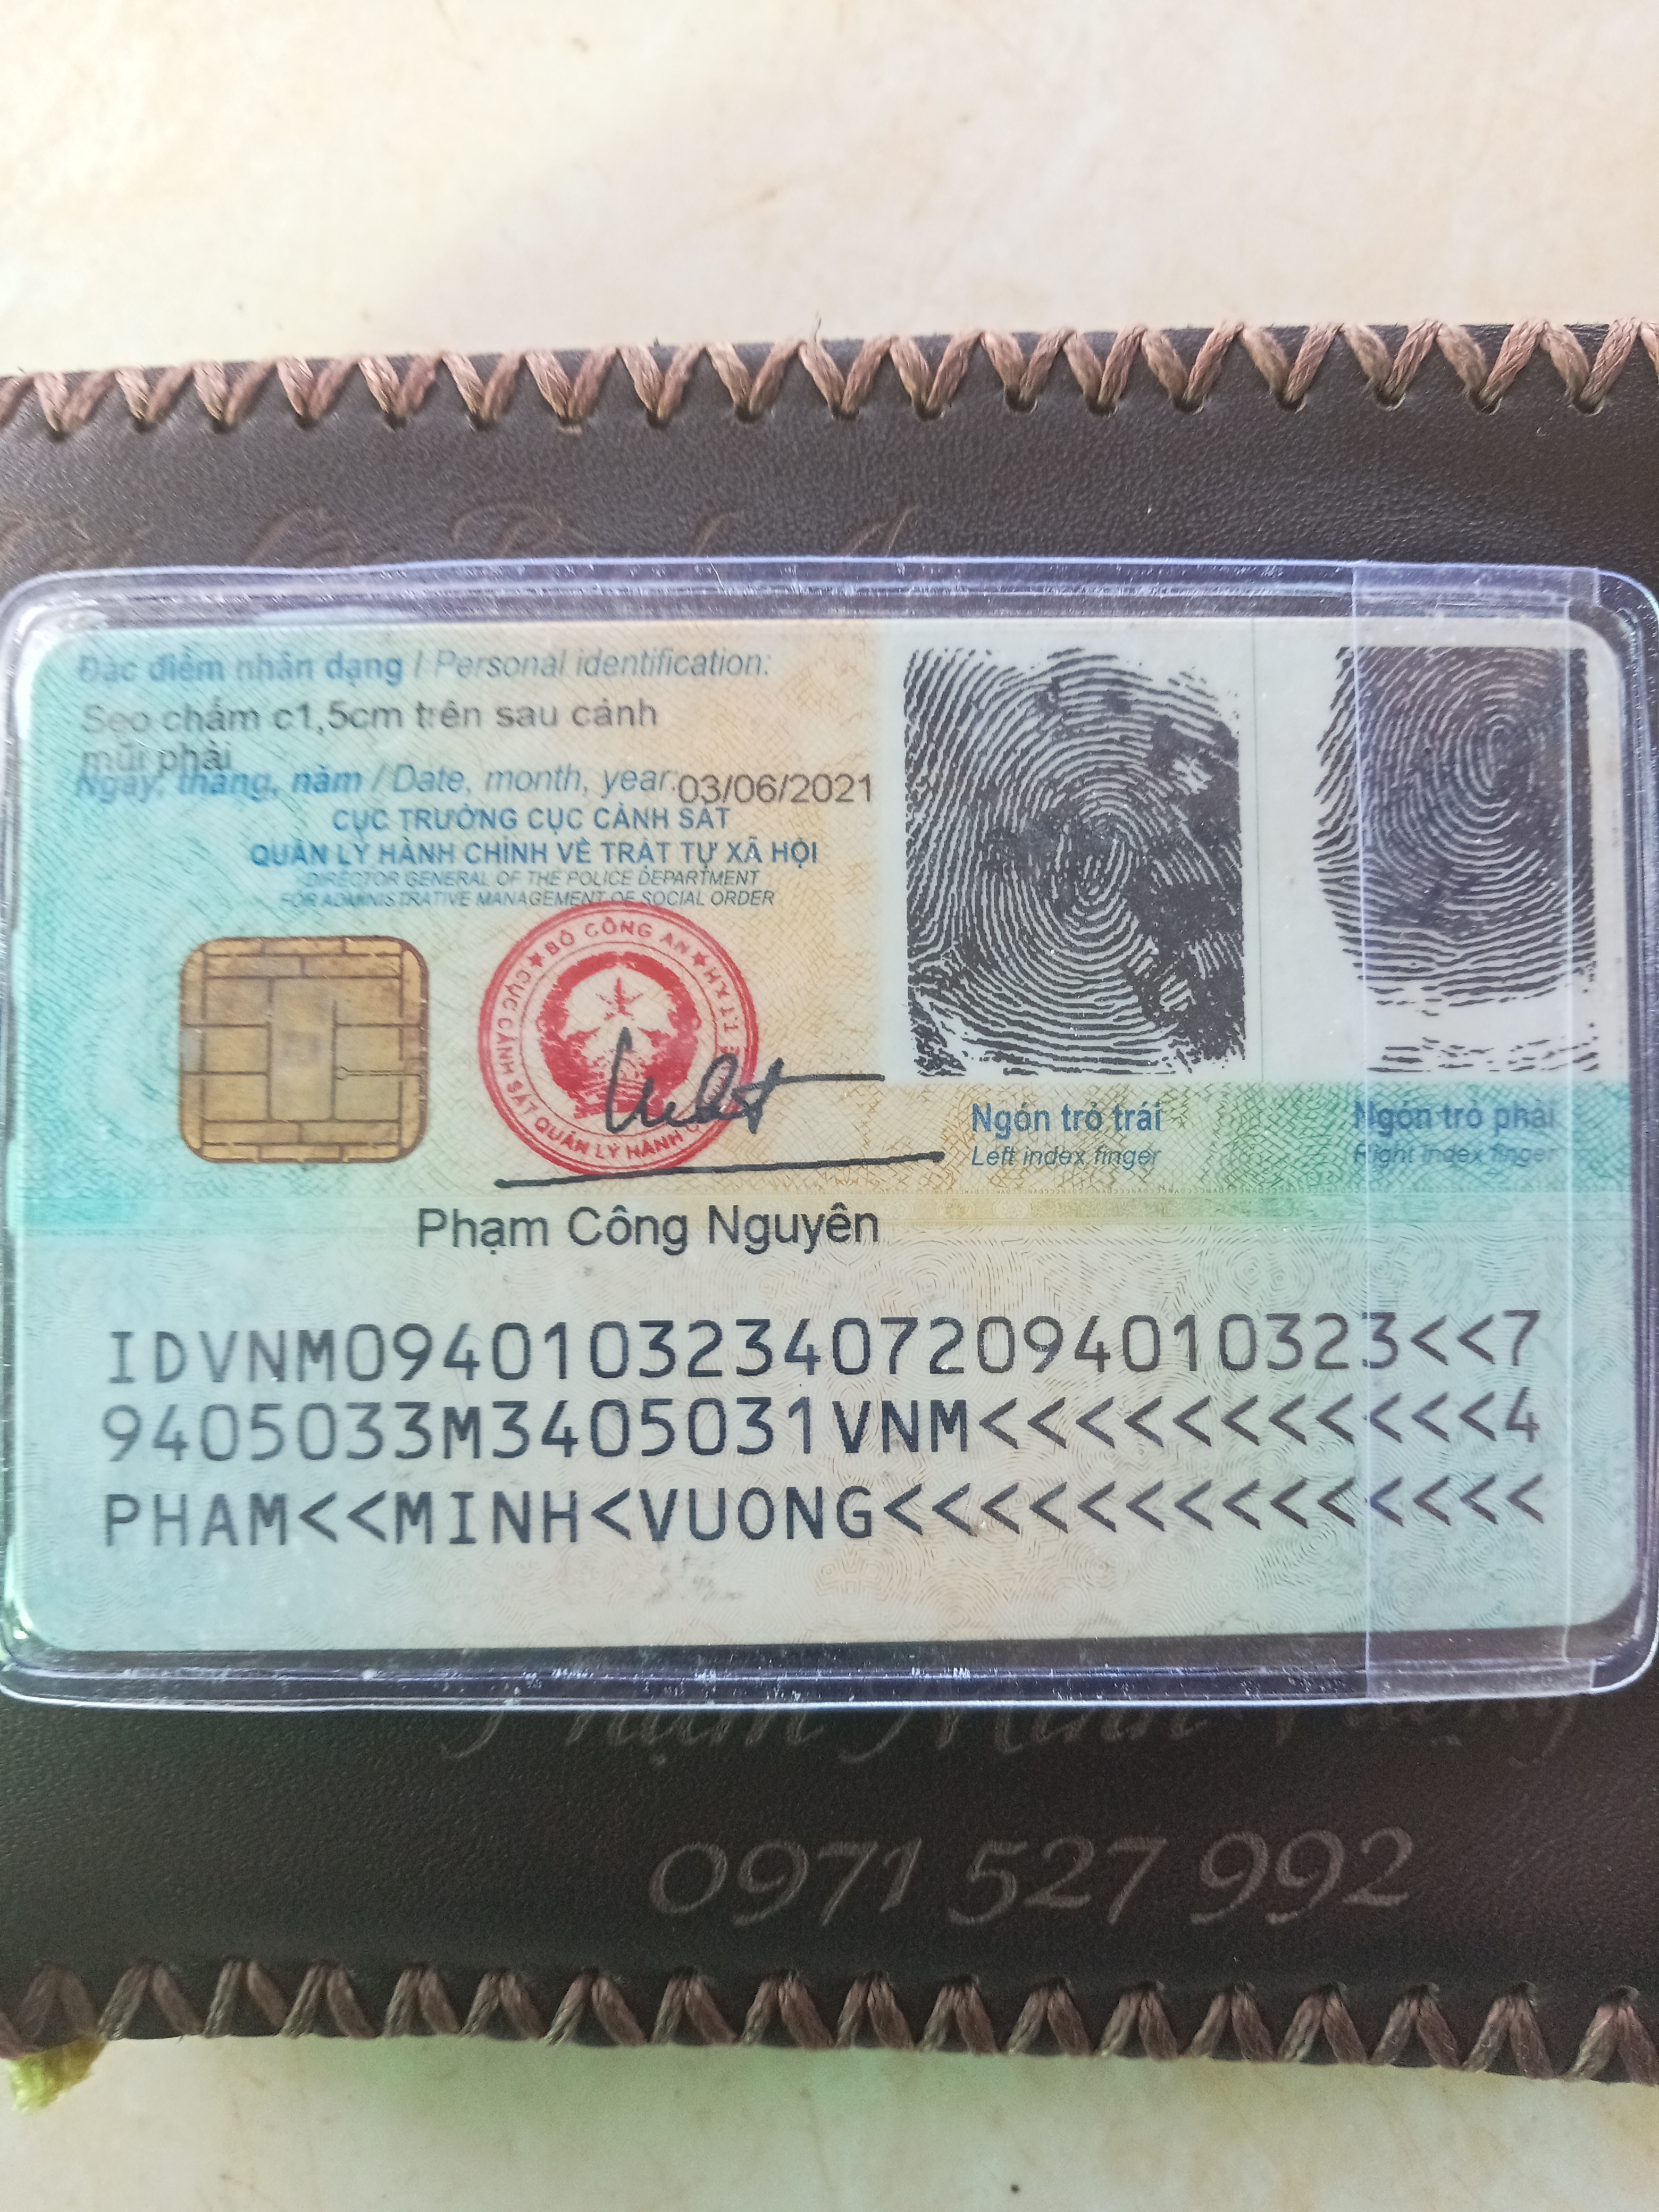 Đặc điểm nhân dạng / Personal identification:
Sẹo chấm c1,5cm trên sau cánh
mũi phải
Ngày, tháng, năm / Date, month, year: 03/06/2021
CỤC TRƯỞNG CỤC CẢNH SÁT
QUẢN LÝ HÀNH CHÍNH VỀ TRẬT TỰ XÃ HỘI
DIRECTOR GENERAL OF THE POLICE DEPARTMENT
FOR ADMINISTRATIVE MANAGEMENT OF SOCIAL ORDER
BỘ CÔNG AN
CỤC CẢNH SÁT QUẢN LÝ HÀNH
Ngón trỏ trái
Left index finger
Ngón trỏ phải
Right index finger
Phạm Công Nguyên
IDVNM0940103234072094010323<<7
9405033M3405031VNM<<<<<<<<<<<4
PHAM<<MINH<VUONG<<<<<<<<<<<<<<
Phạm Minh Vượng
0971 527 992